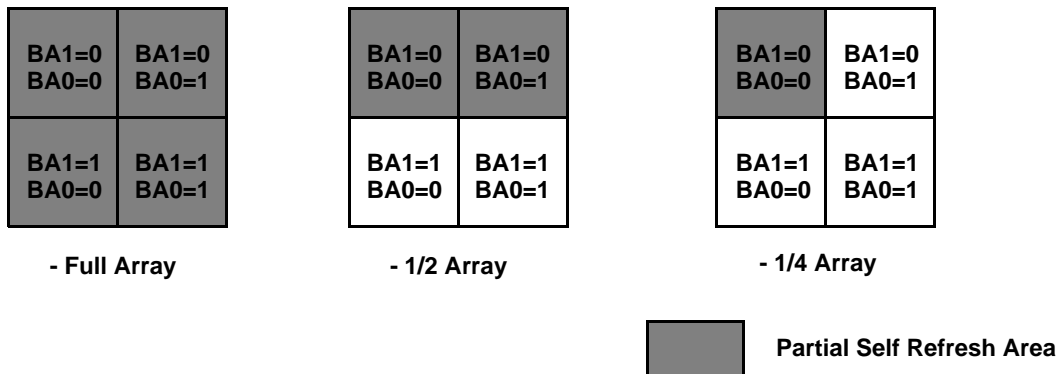 BA1=0 BA1=0 BA1=0 BA1=0 BA1=0 BA1=0
BA0=0 BA0=1 BA0=0 BA0=1 BA0=0 BA0=1
BA1=1 BA1=1 BA1=1 BA1=1 BA1=1 BA1=1
BA0=0 BA0=1 BA0=0 BA0=1 BA0=0 BA0=1
- Full Array - 1/2 Array - 1/4 Array
Partial Self Refresh Area